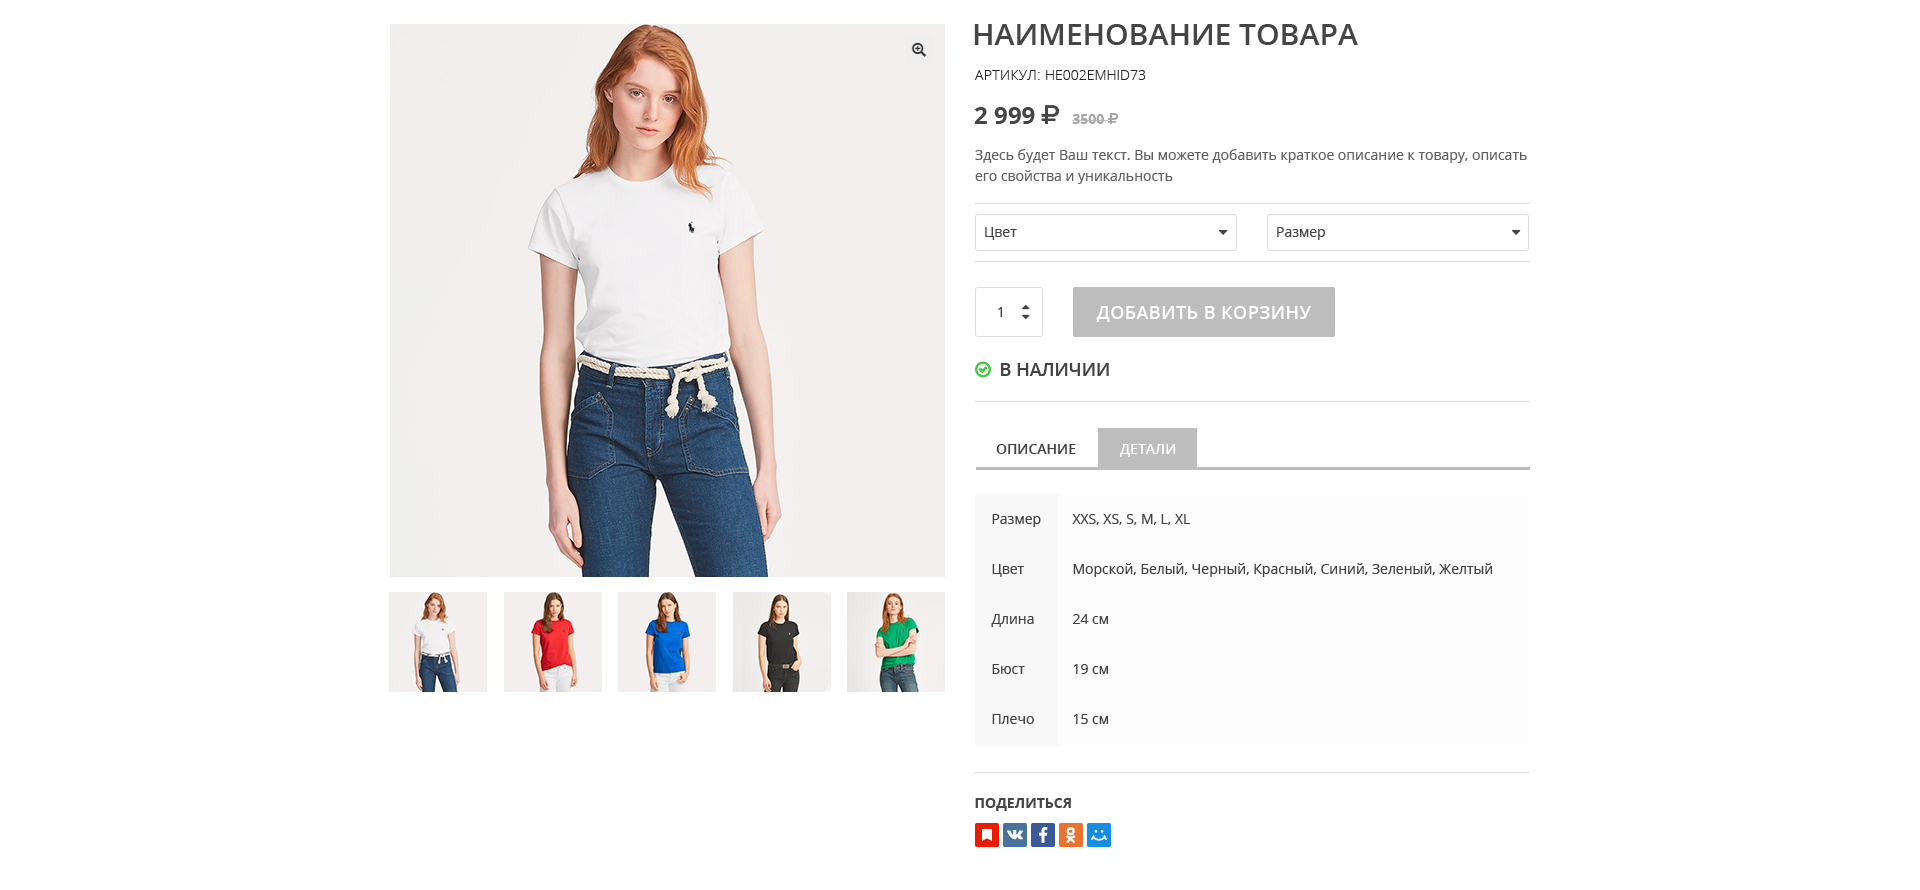 НАИМЕНОВАНИЕ ТОВАРА
АРТИКУЛ: HE002EMHID73
2 999 ₽ 3500 ₽
Здесь будет Ваш текст. Вы можете добавить краткое описание к товару, описать
его свойства и уникальность
Цвет Размер
1 ДОБАВИТЬ В КОРЗИНУ
В НАЛИЧИИ
ОПИСАНИЕ ДЕТАЛИ
Размер XXS, XS, S, M, L, XL
Цвет Морской, Белый, Черный, Красный, Синий, Зеленый, Желтый
Длина 24 см
Бюст 19 см
Плечо 15 см
ПОДЕЛИТЬСЯ